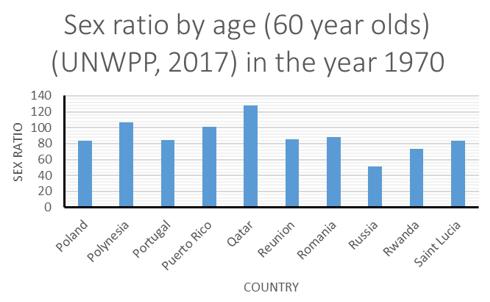 Sex ratio by age (60 year olds)
(UNWPP, 2017) in the year 1970
140
120
100
80
60
40
20
0
SEX RATIO
Poland
Polynesia
Portugal
Puerto Rico
Qatar
Reunion
Romania
Russia
Rwanda
Saint Lucia
COUNTRY